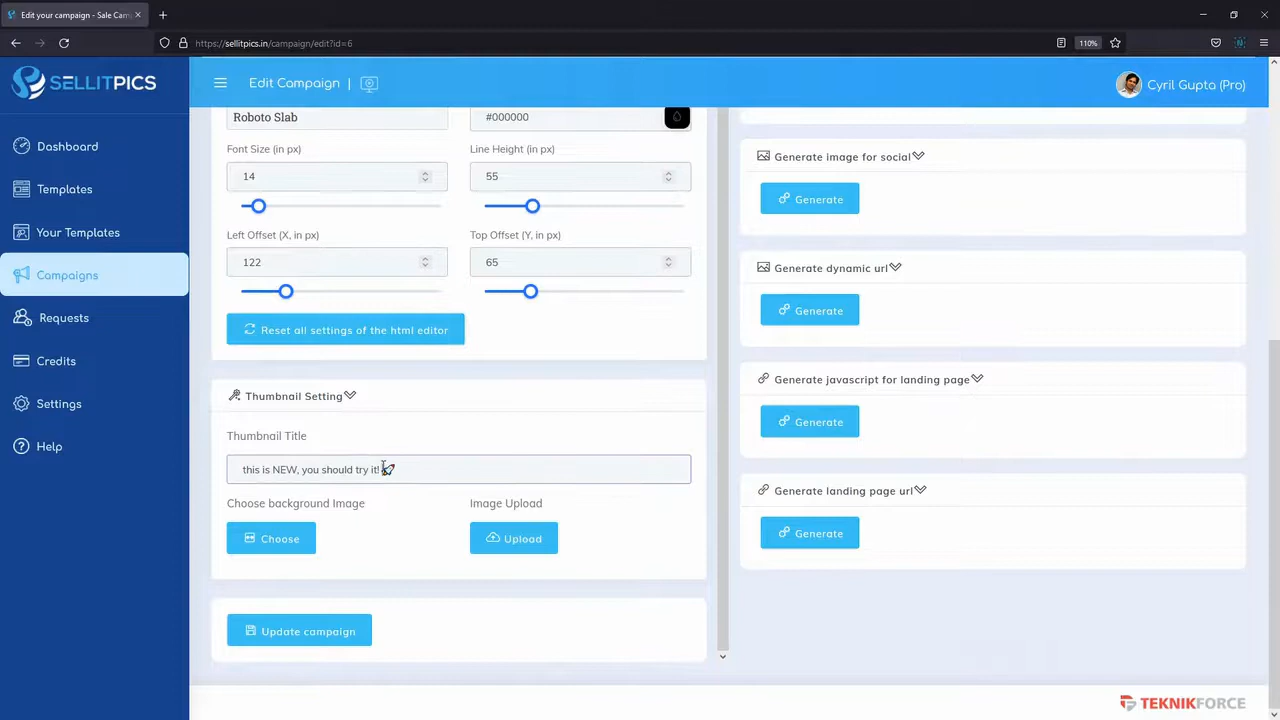 Edit your campaign - Sale Cam
https://sellitpics.in/campaign/edit?id=6
110%
SELLITPICS
Edit Campaign |
Cyril Gupta (Pro)
Dashboard
Templates
Your Templates
Campaigns
Requests
Credits
Settings
Help
Roboto Slab
#000000
Font Size (in px)
Line Height (in px)
14
55
Left Offset (X, in px)
Top Offset (Y, in px)
122
65
Reset all settings of the html editor
Thumbnail Setting
Thumbnail Title
this is NEW, you should try it!🚀
Choose background Image
Image Upload
Choose
Upload
Update campaign
Generate image for social
Generate
Generate dynamic url
Generate
Generate javascript for landing page
Generate
Generate landing page url
Generate
TEKNIKFORCE